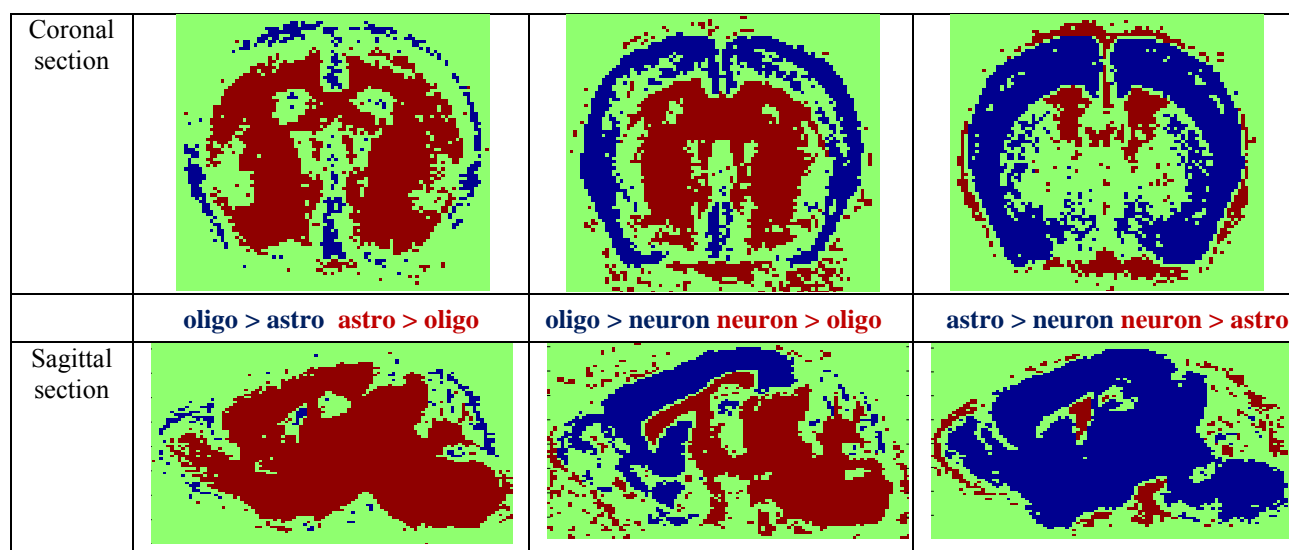 Coronal
section
oligo > astro astro > oligo
oligo > neuron neuron > oligo
astro > neuron neuron > astro
Sagittal
section